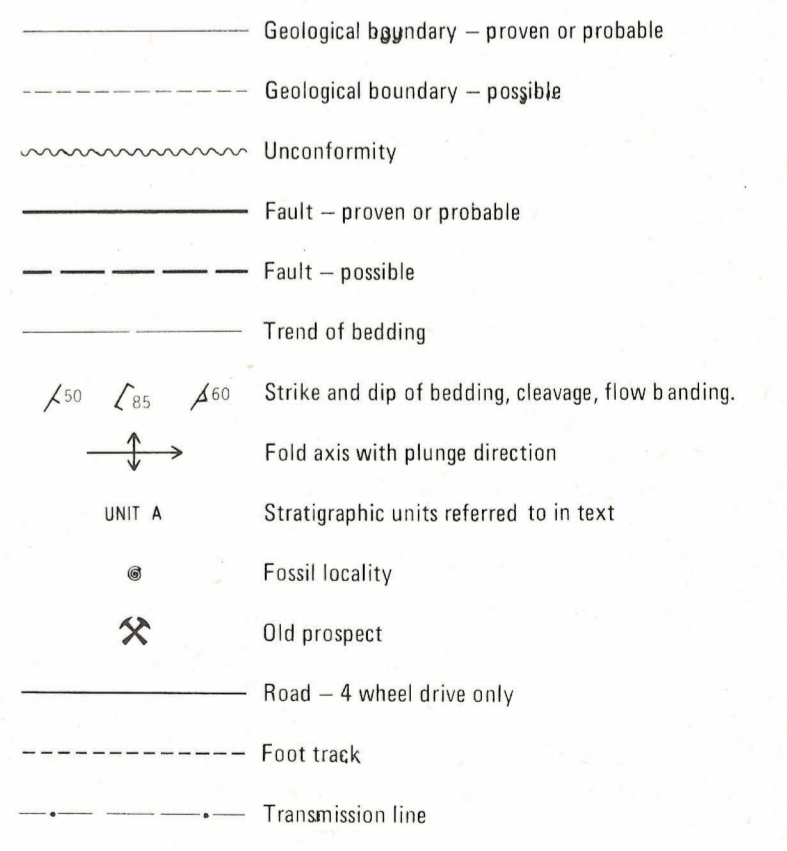 Geological boundary – proven or probable
Geological boundary – possible
Unconformity
Fault – proven or probable
Fault – possible
Trend of bedding
50 85 60 Strike and dip of bedding, cleavage, flow banding.
Fold axis with plunge direction
UNIT A Stratigraphic units referred to in text
Fossil locality
Old prospect
Road – 4 wheel drive only
Foot track
Transmission line